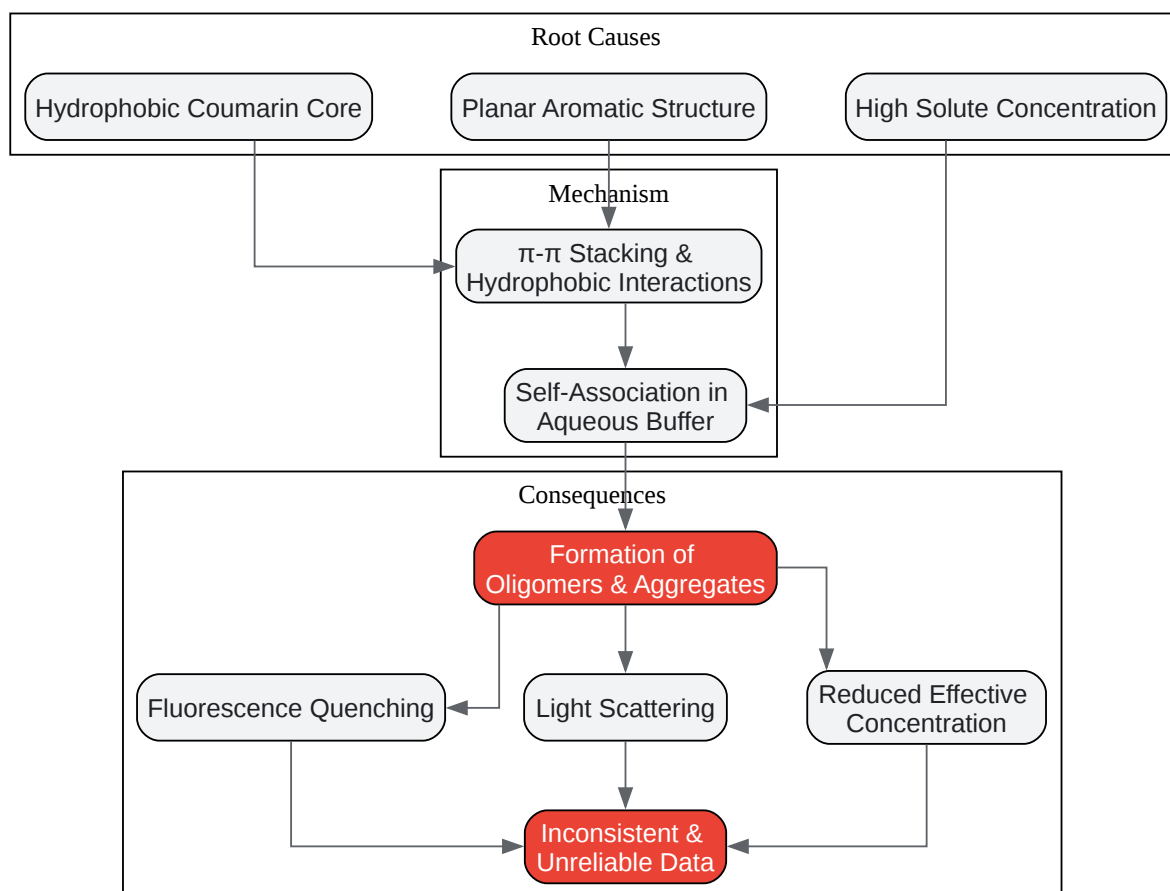 Root Causes
Hydrophobic Coumarin Core
Planar Aromatic Structure
High Solute Concentration
Mechanism
π-π Stacking &
Hydrophobic Interactions
Self-Association in
Aqueous Buffer
Consequences
Formation of
Oligomers & Aggregates
Fluorescence Quenching
Light Scattering
Reduced Effective
Concentration
Inconsistent &
Unreliable Data